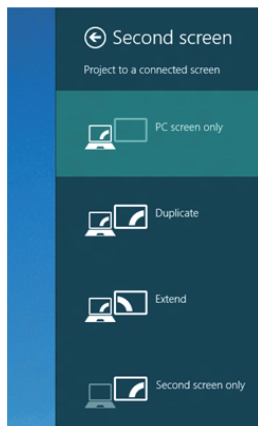 Second screen
Project to a connected screen
PC screen only
Duplicate
Extend
Second screen only